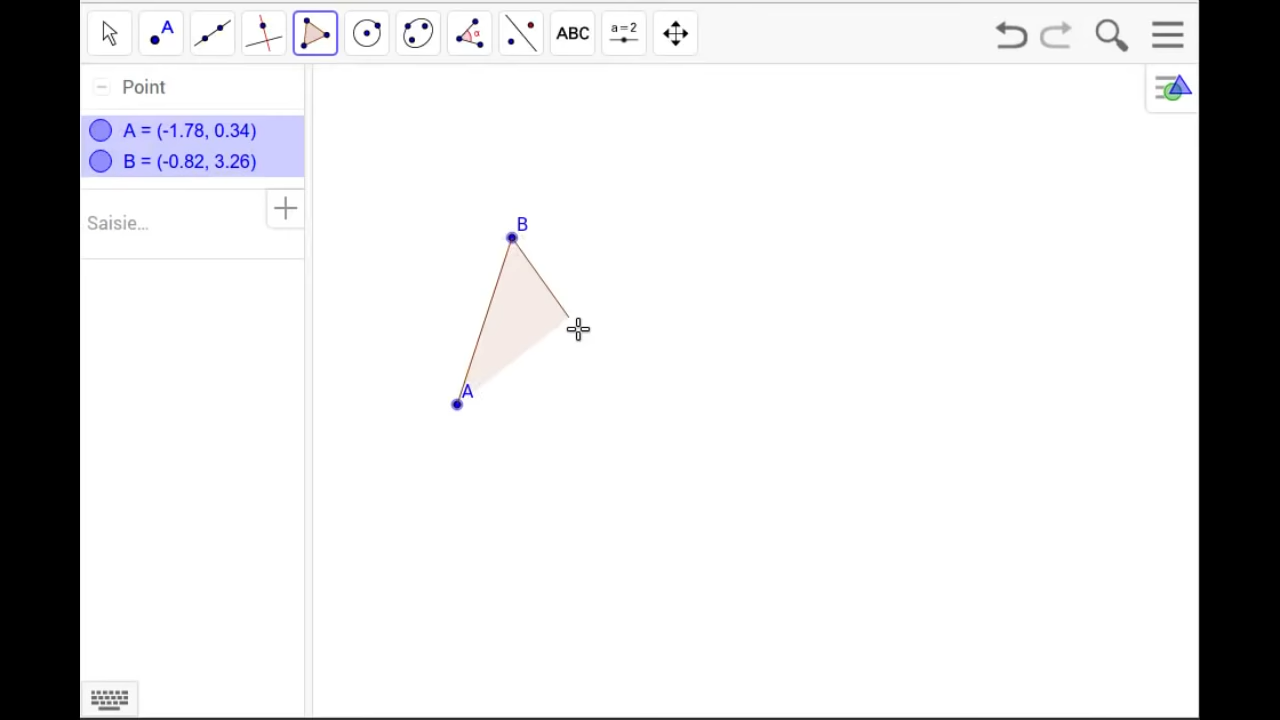 A
α
ABC
a=2
Point
A = (-1.78, 0.34)
B = (-0.82, 3.26)
Saisie…
B
A